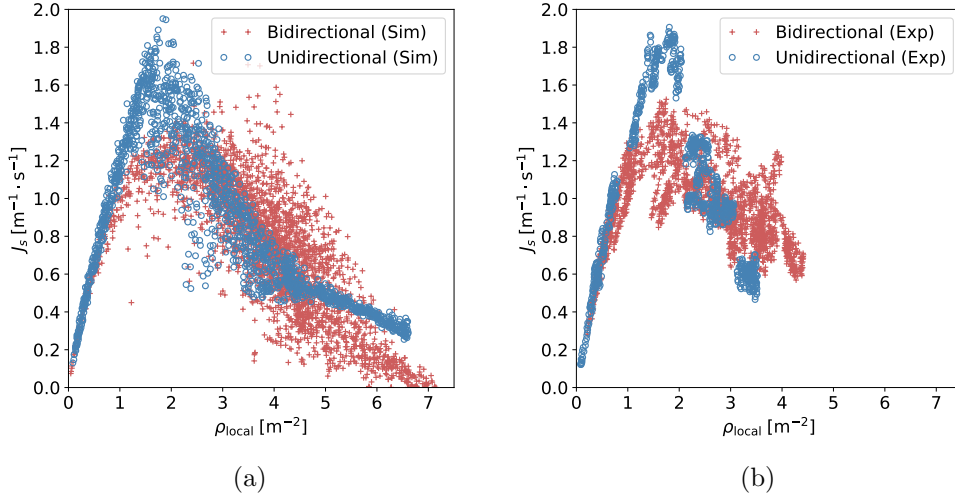 2.0
1.8
1.6
1.4
1.2
1.0
0.8
0.6
0.4
0.2
0.0
J_s [m⁻¹ · s⁻¹]
Bidirectional (Sim)
Unidirectional (Sim)
0 1 2 3 4 5 6 7
ρ_local [m⁻²]
(a)
2.0
1.8
1.6
1.4
1.2
1.0
0.8
0.6
0.4
0.2
0.0
J_s [m⁻¹ · s⁻¹]
Bidirectional (Exp)
Unidirectional (Exp)
0 1 2 3 4 5 6 7
ρ_local [m⁻²]
(b)